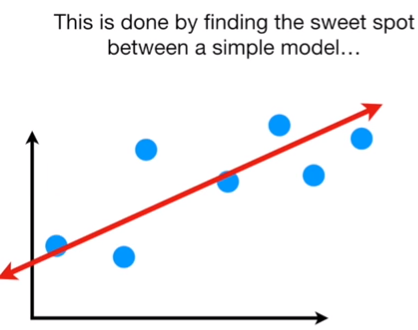 This is done by finding the sweet spot
between a simple model…